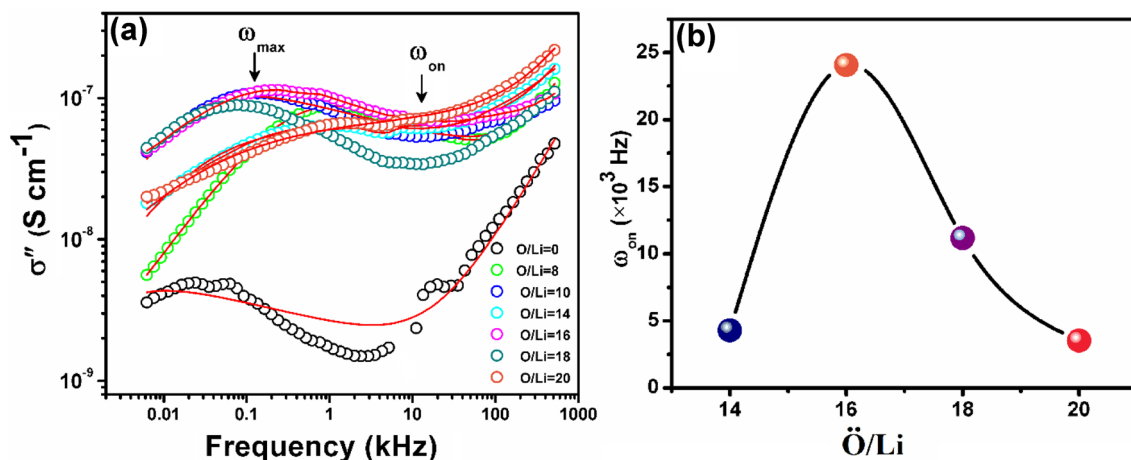 (a)
ω_max
ω_on
σ″ (S cm⁻¹)
10⁻⁷
10⁻⁸
10⁻⁹
O/Li=0
O/Li=8
O/Li=10
O/Li=14
O/Li=16
O/Li=18
O/Li=20
0.01 0.1 1 10 100 1000
Frequency (kHz)
(b)
ω_on (×10³ Hz)
25
20
15
10
5
0
14 16 18 20
Ö/Li